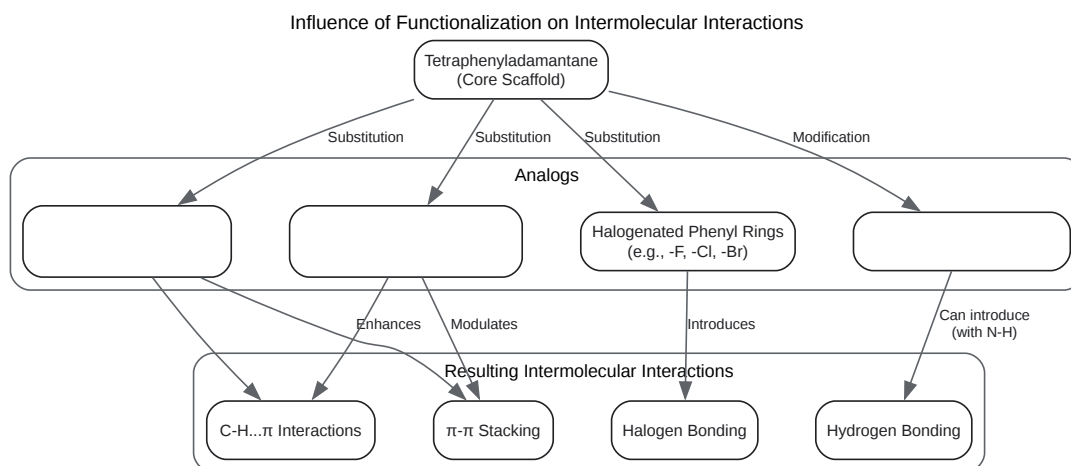 Influence of Functionalization on Intermolecular Interactions
Tetraphenyladamantane
(Core Scaffold)
Substitution
Substitution
Substitution
Modification
Analogs
Halogenated Phenyl Rings
(e.g., -F, -Cl, -Br)
Enhances
Modulates
Introduces
Can introduce
(with N-H)
Resulting Intermolecular Interactions
C-H...π Interactions
π-π Stacking
Halogen Bonding
Hydrogen Bonding